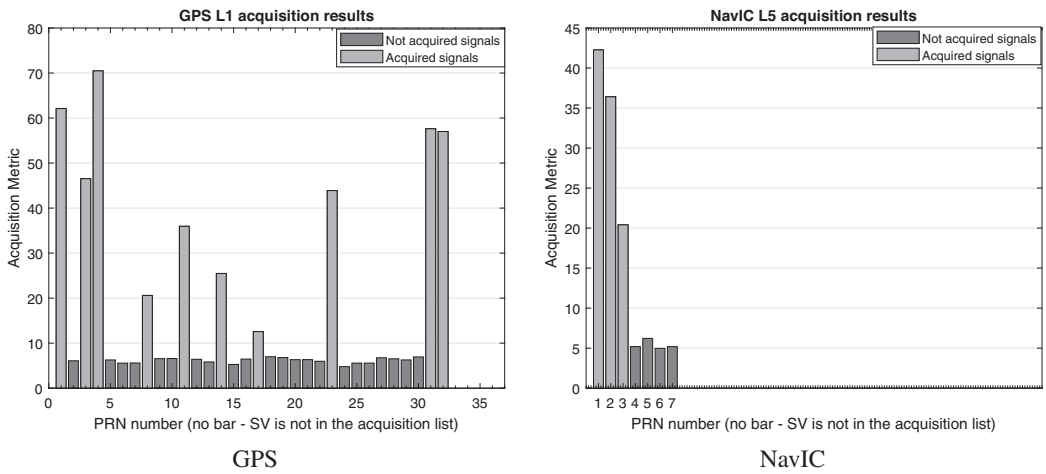 GPS L1 acquisition results
80
70
60
50
40
30
20
10
0
Acquisition Metric
Not acquired signals
Acquired signals
0 5 10 15 20 25 30 35
PRN number (no bar - SV is not in the acquisition list)
GPS
NavIC L5 acquisition results
45
40
35
30
25
20
15
10
5
0
Acquisition Metric
Not acquired signals
Acquired signals
1 2 3 4 5 6 7
PRN number (no bar - SV is not in the acquisition list)
NavIC